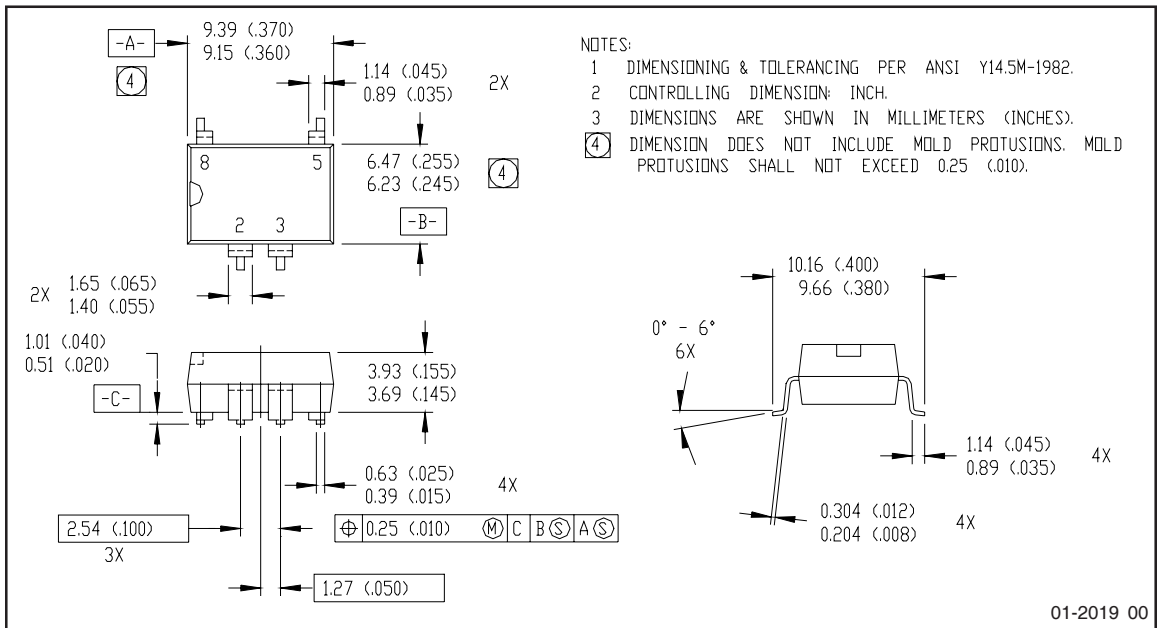 9.39 (.370)
-A-
9.15 (.360)
4
1.14 (.045)
0.89 (.035)
2X
8
5
6.47 (.255)
6.23 (.245)
4
2
3
-B-
2X
1.65 (.065)
1.40 (.055)
1.01 (.040)
0.51 (.020)
-C-
3.93 (.155)
3.69 (.145)
0.63 (.025)
0.39 (.015)
4X
2.54 (.100)
3X
⌖ 0.25 (.010) Ⓜ C B Ⓢ A Ⓢ
1.27 (.050)
NOTES:
1 DIMENSIONING & TOLERANCING PER ANSI Y14.5M-1982.
2 CONTROLLING DIMENSION: INCH.
3 DIMENSIONS ARE SHOWN IN MILLIMETERS (INCHES).
4 DIMENSION DOES NOT INCLUDE MOLD PROTUSIONS. MOLD
PROTUSIONS SHALL NOT EXCEED 0.25 (.010).
10.16 (.400)
9.66 (.380)
0° - 6°
6X
1.14 (.045)
0.89 (.035)
4X
0.304 (.012)
0.204 (.008)
4X
01-2019 00